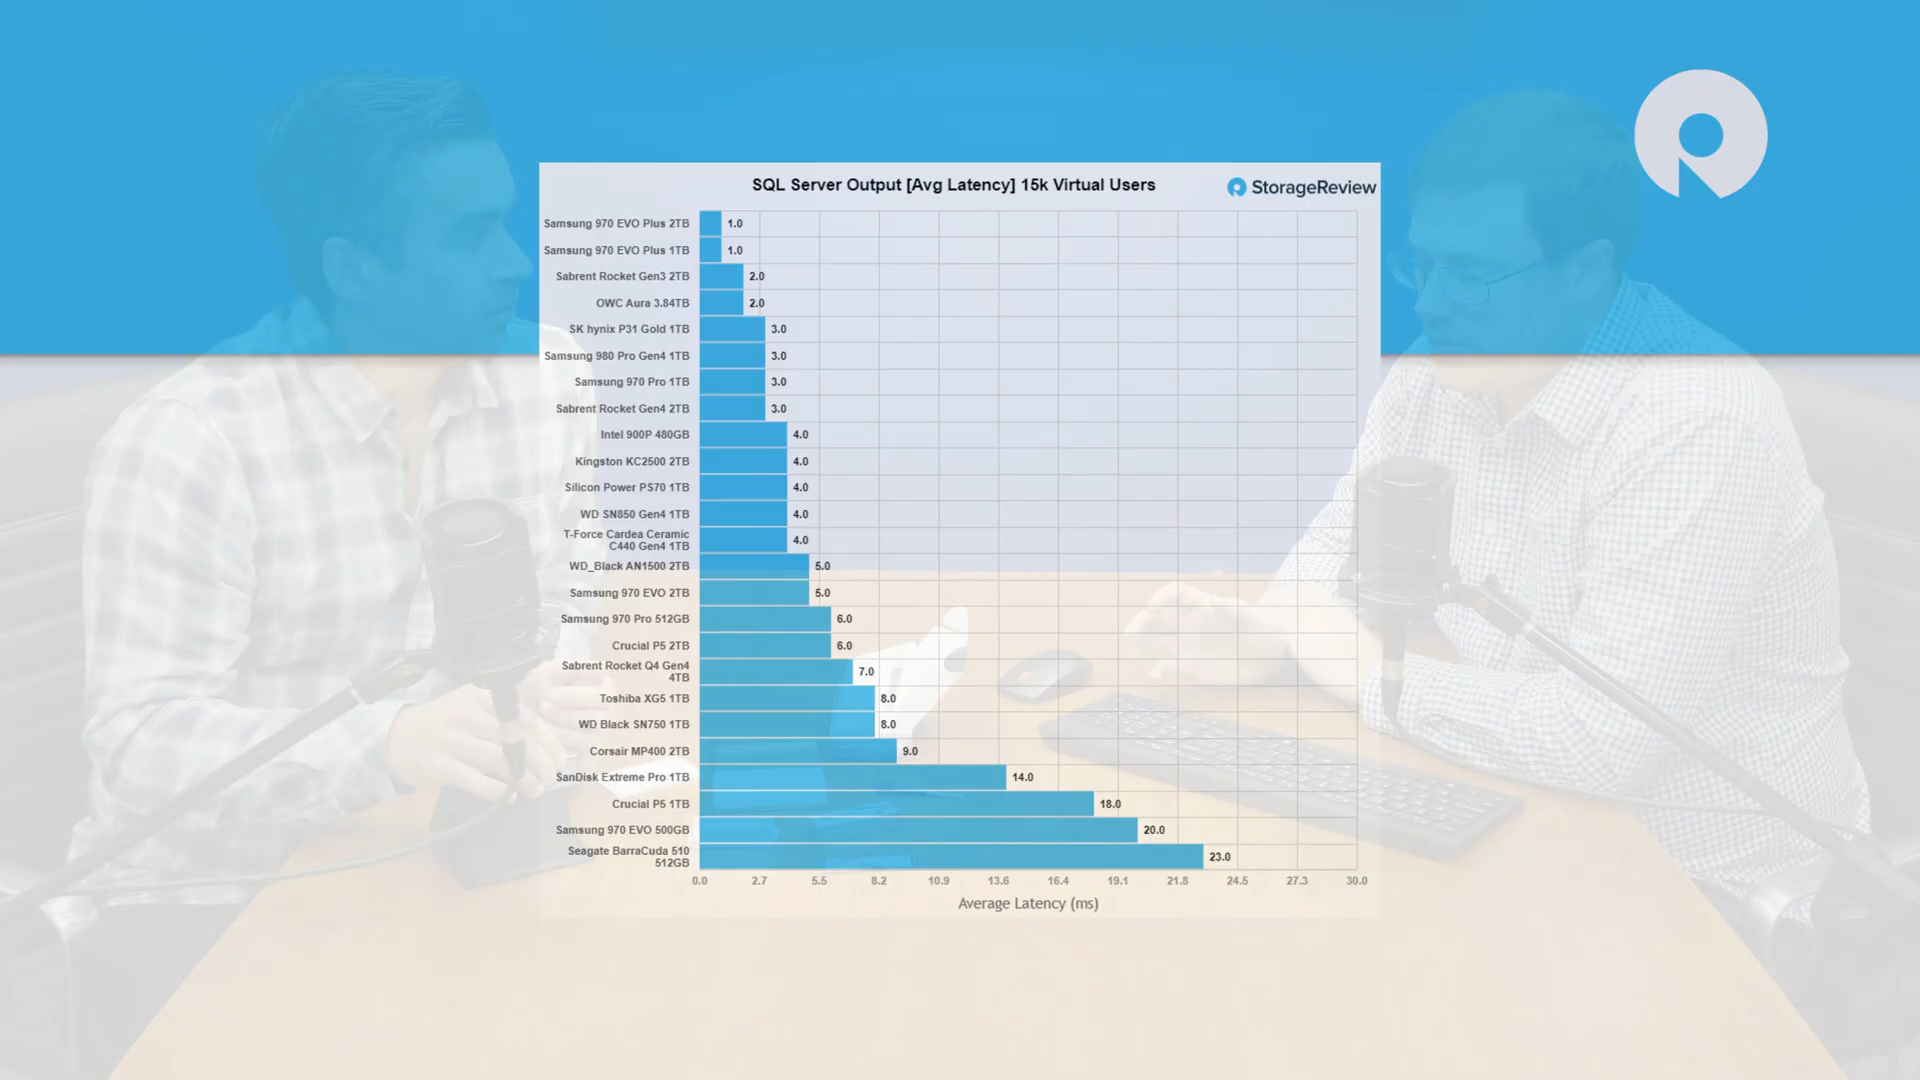 SQL Server Output [Avg Latency] 15k Virtual Users
StorageReview
Samsung 970 EVO Plus 2TB 1.0
Samsung 970 EVO Plus 1TB 1.0
Sabrent Rocket Gen3 2TB 2.0
OWC Aura 3.84TB 2.0
SK hynix P31 Gold 1TB 3.0
Samsung 980 Pro Gen4 1TB 3.0
Samsung 970 Pro 1TB 3.0
Sabrent Rocket Gen4 2TB 3.0
Intel 900P 480GB 4.0
Kingston KC2500 2TB 4.0
Silicon Power PS70 1TB 4.0
WD SN850 Gen4 1TB 4.0
T-Force Cardea Ceramic
C440 Gen4 1TB 4.0
WD_Black AN1500 2TB 5.0
Samsung 970 EVO 2TB 5.0
Samsung 970 Pro 512GB 6.0
Crucial P5 2TB 6.0
Sabrent Rocket Q4 Gen4
4TB 7.0
Toshiba XG5 1TB 8.0
WD Black SN750 1TB 8.0
Corsair MP400 2TB 9.0
SanDisk Extreme Pro 1TB 14.0
Crucial P5 1TB 18.0
Samsung 970 EVO 500GB 20.0
Seagate BarraCuda 510
512GB 23.0
0.0 2.7 5.5 8.2 10.9 13.6 16.4 19.1 21.8 24.5 27.3 30.0
Average Latency (ms)